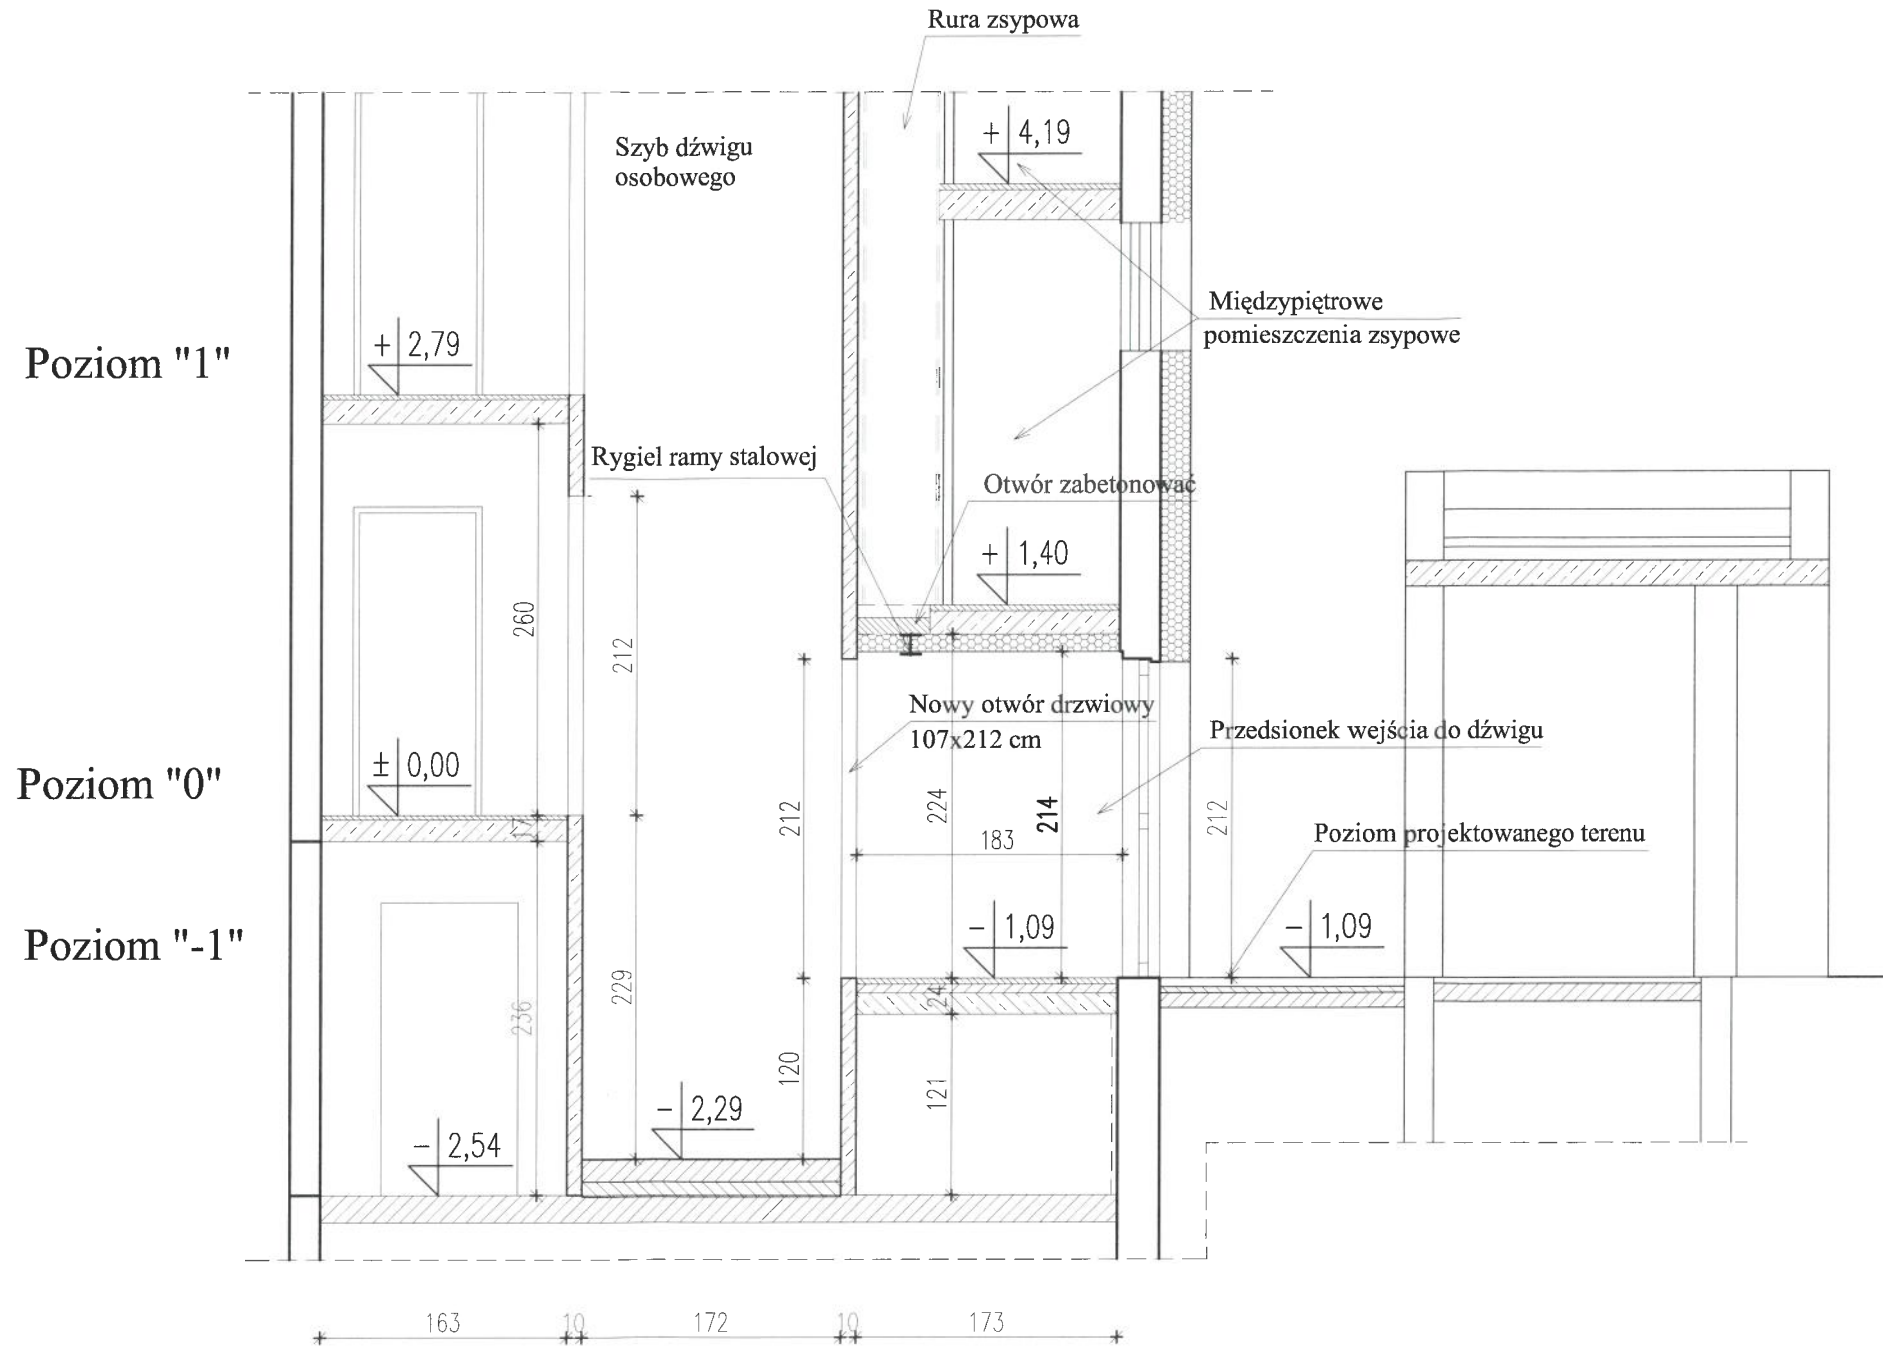 Rura zsypowa
Szyb dźwigu
osobowego
+ 4,19
Międzypiętrowe
pomieszczenia zsypowe
Poziom "1"
+ 2,79
Rygiel ramy stalowej
Otwór zabetonować
+ 1,40
260
212
Nowy otwór drzwiowy
107x212 cm
Przedsionek wejścia do dźwigu
Poziom "0"
± 0,00
17
212
224
214
183
212
Poziom projektowanego terenu
Poziom "-1"
- 1,09
- 1,09
236
229
24
120
121
- 2,29
- 2,54
163
10
172
10
173